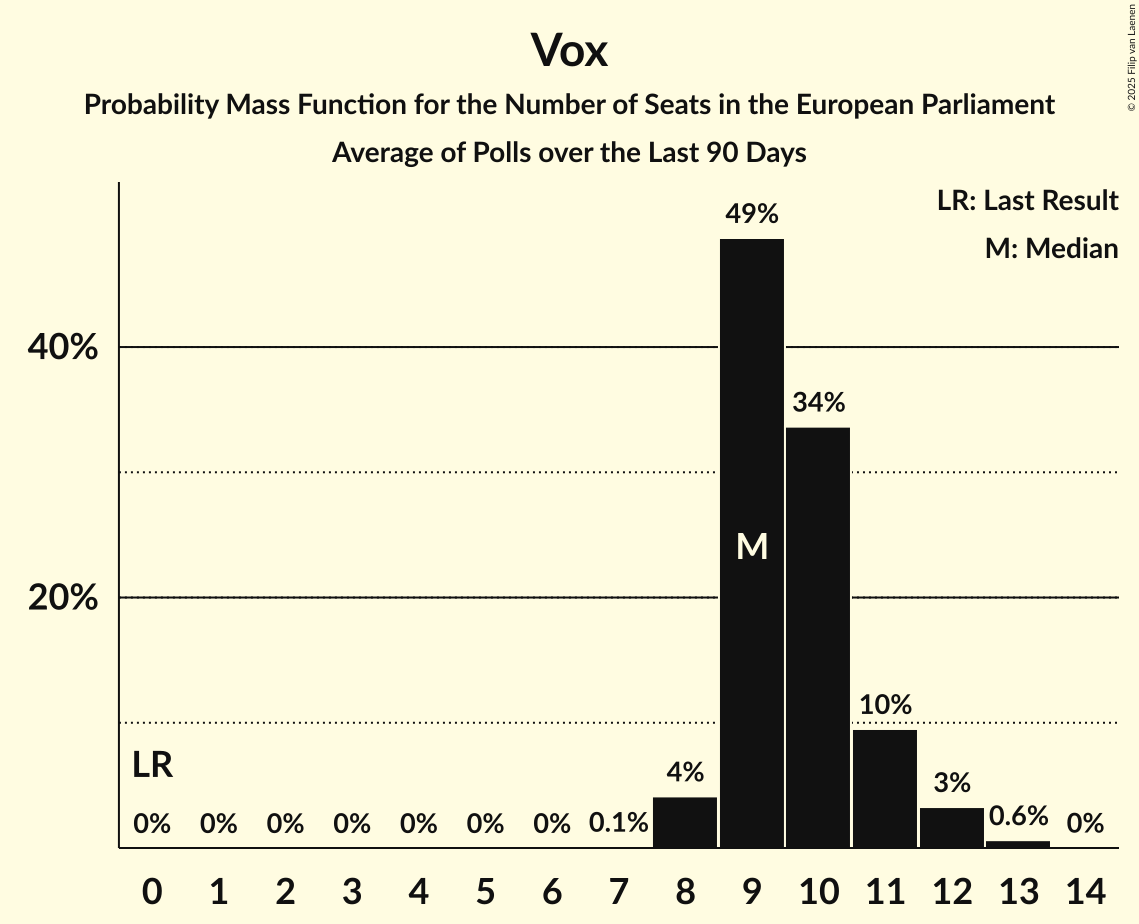 Vox
Probability Mass Function for the Number of Seats in the European Parliament
Average of Polls over the Last 90 Days
© 2025 Filip van Laenen
LR: Last Result
M: Median
49%
40%
34%
M
20%
10%
LR
4%
3%
0% 0% 0% 0% 0% 0% 0% 0.1% 0.6% 0%
0 1 2 3 4 5 6 7 8 9 10 11 12 13 14